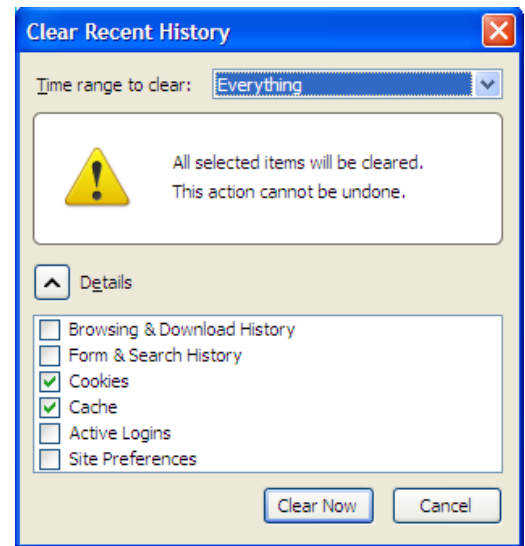 Clear Recent History
Time range to clear: Everything
All selected items will be cleared.
This action cannot be undone.
Details
Browsing & Download History
Form & Search History
Cookies
Cache
Active Logins
Site Preferences
Clear Now Cancel